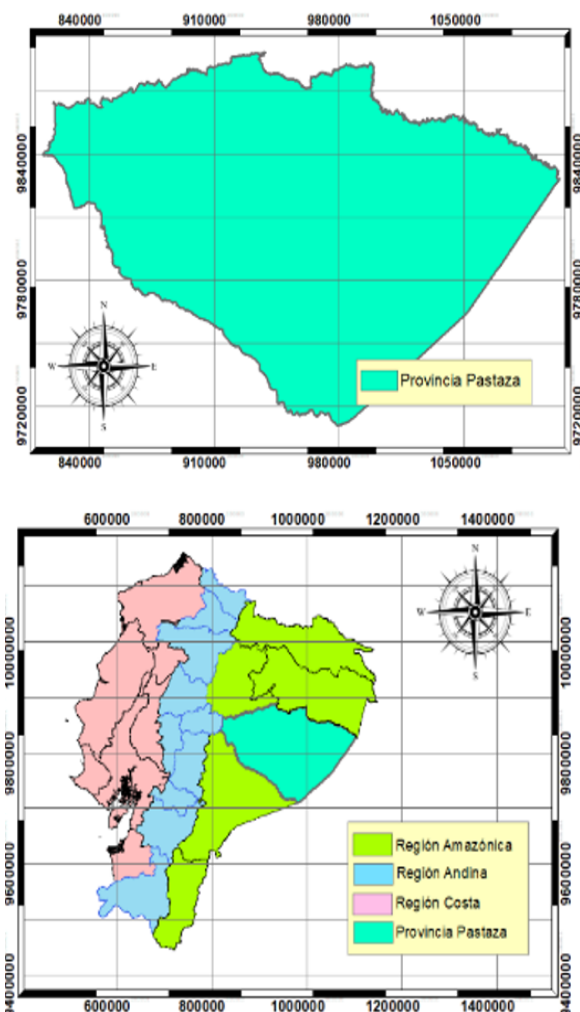 840000 910000 980000 1050000
9840000 9840000
9780000 9780000
N
W E
S
Provincia Pastaza
9720000 9720000
840000 910000 980000 1050000
600000 800000 1000000 1200000 1400000
N
W E
S
10000000 10000000
9800000 9800000
Región Amazónica
Región Andina
Región Costa
Provincia Pastaza
9600000 9600000
9400000 9400000
600000 800000 1000000 1200000 1400000